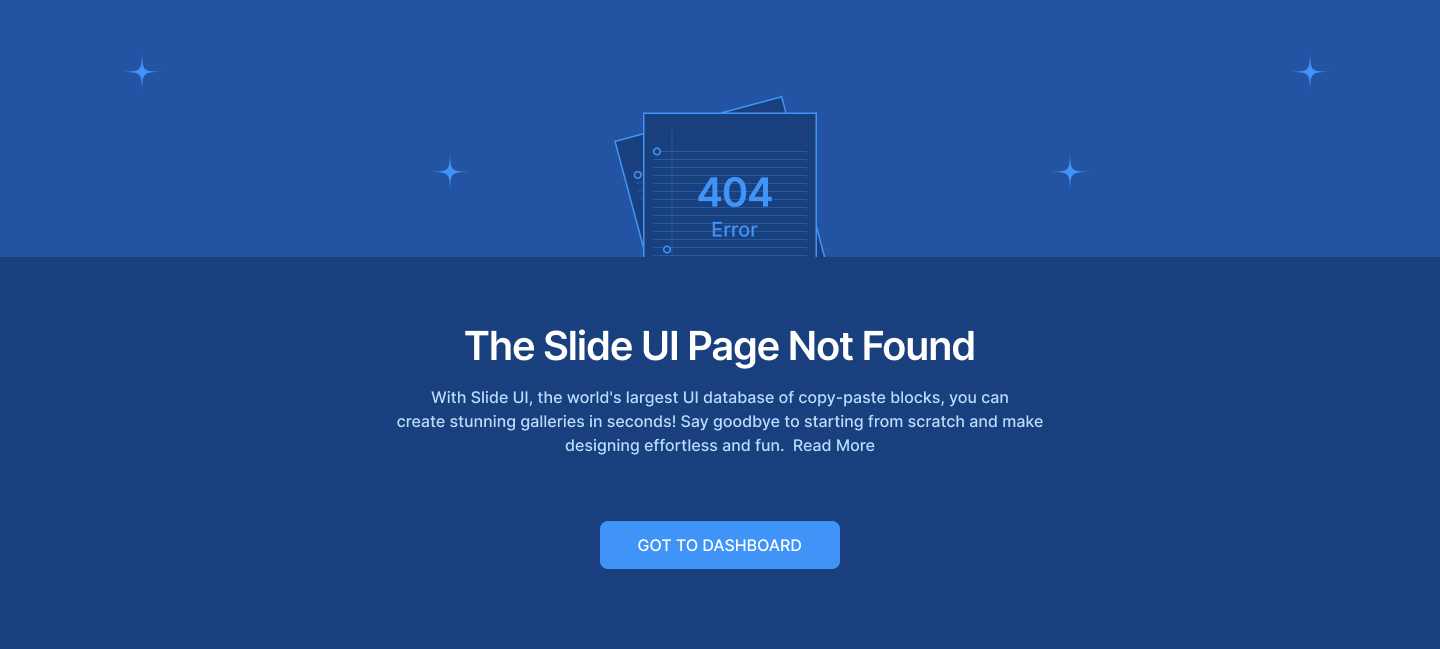 404
Error
The Slide UI Page Not Found
With Slide UI, the world's largest UI database of copy-paste blocks, you can
create stunning galleries in seconds! Say goodbye to starting from scratch and make
designing effortless and fun.  Read More
GOT TO DASHBOARD